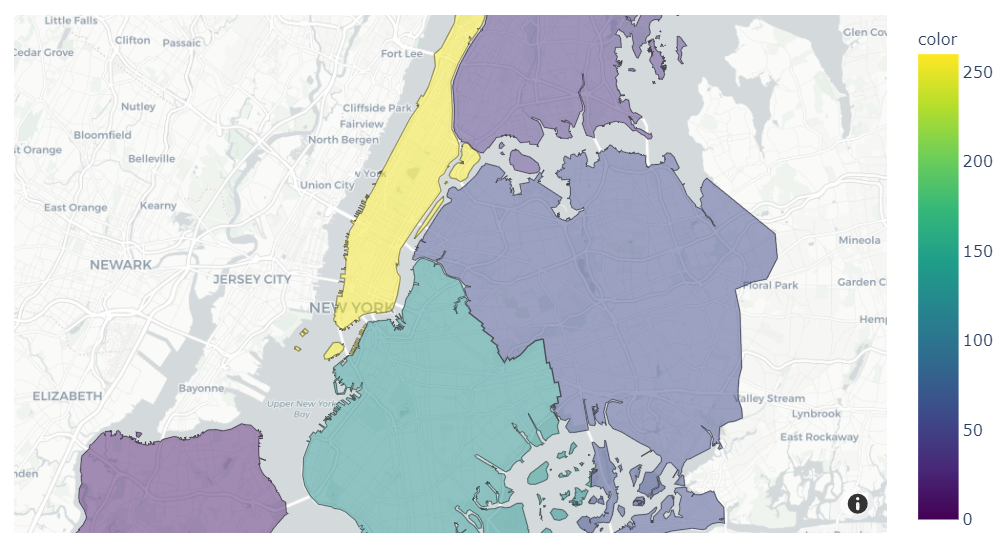 Little Falls
Clifton
Passaic
Cedar Grove
Fort Lee
Glen Cov
color
250
Nutley
Cliffside Park
Fairview
North Bergen
Bloomfield
st Orange
Belleville
200
w York
Union City
East Orange
Kearny
Mineola
150
NEWARK
JERSEY CITY
Floral Park
Garden C
NEW YORK
Hemp
100
ELIZABETH
Bayonne
Upper New York
Bay
Valley Stream
Lynbrook
East Rockaway
50
nden
0